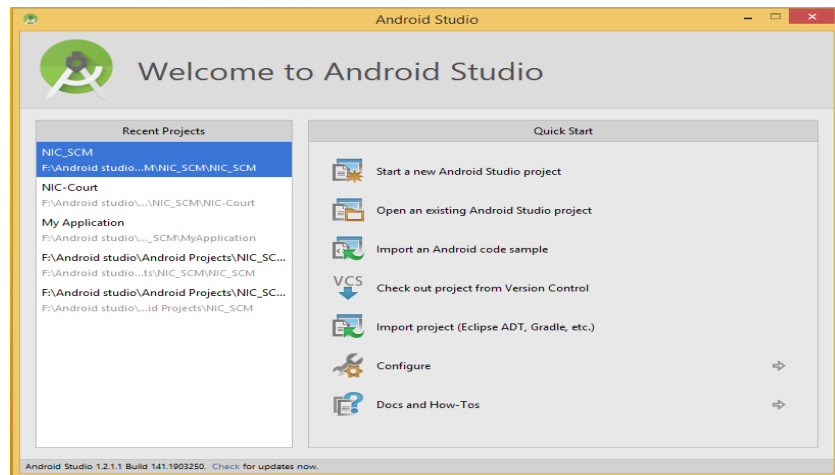 Android Studio
Welcome to Android Studio
Recent Projects
NIC_SCM
F:\Android studio...M\NIC_SCM\NIC_SCM
NIC-Court
F:\Android studio\...\NIC_SCM\NIC-Court
My Application
F:\Android studio\..._SCM\MyApplication
F:\Android studio\Android Projects\NIC_SC...
F:\Android studio...ts\NIC_SCM\NIC_SCM
F:\Android studio\Android Projects\NIC_SC...
F:\Android studio\...id Projects\NIC_SCM
Quick Start
Start a new Android Studio project
Open an existing Android Studio project
Import an Android code sample
VCS
Check out project from Version Control
Import project (Eclipse ADT, Gradle, etc.)
Configure
Docs and How-Tos
Android Studio 1.2.1.1 Build 141.1903250. Check for updates now.